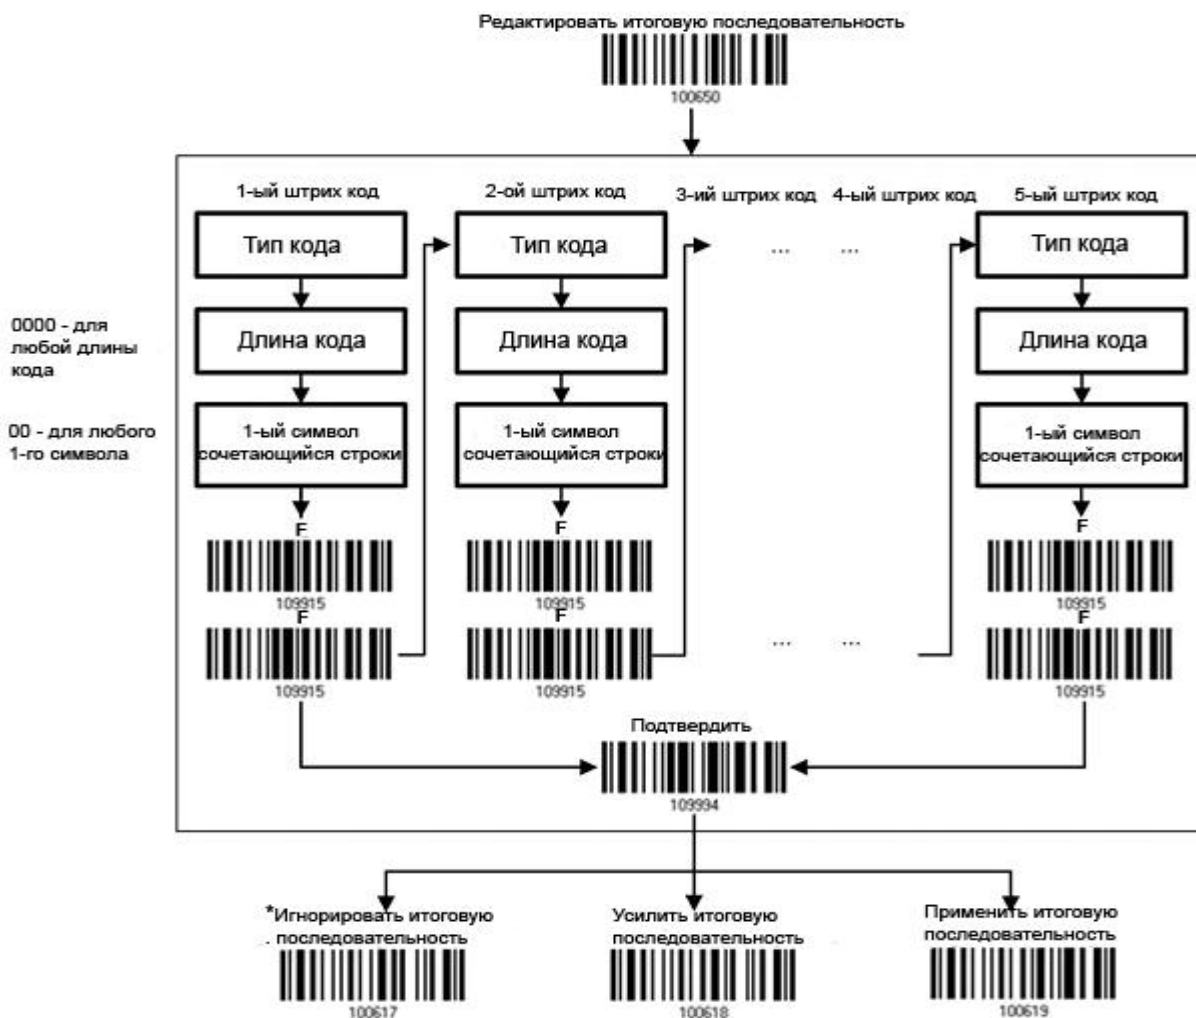 Редактировать итоговую последовательность
100650
1-ый штрих код
2-ой штрих код
3-ий штрих код
4-ый штрих код
5-ый штрих код
Тип кода
Тип кода
... ...
Тип кода
0000 - для
любой длины
кода
Длина кода
Длина кода
Длина кода
00 - для любого
1-го символа
1-ый символ
сочетающийся строки
1-ый символ
сочетающийся строки
1-ый символ
сочетающийся строки
F
F
F
109915
109915
109915
F
F
F
... ...
109915
109915
109915
Подтвердить
109994
*Игнорировать итоговую
. последовательность
100617
Усилить итоговую
последовательность
100618
Применить итоговую
последовательность
100619